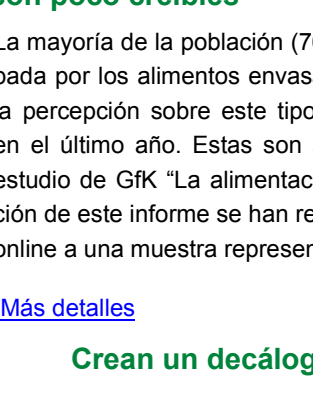 son poco creíbles
La mayoría de la población (70
pada por los alimentos envas
la percepción sobre este tipo
en el último año. Estas son
estudio de GfK “La alimentac
ción de este informe se han re
online a una muestra represen
Más detalles
Crean un decálog